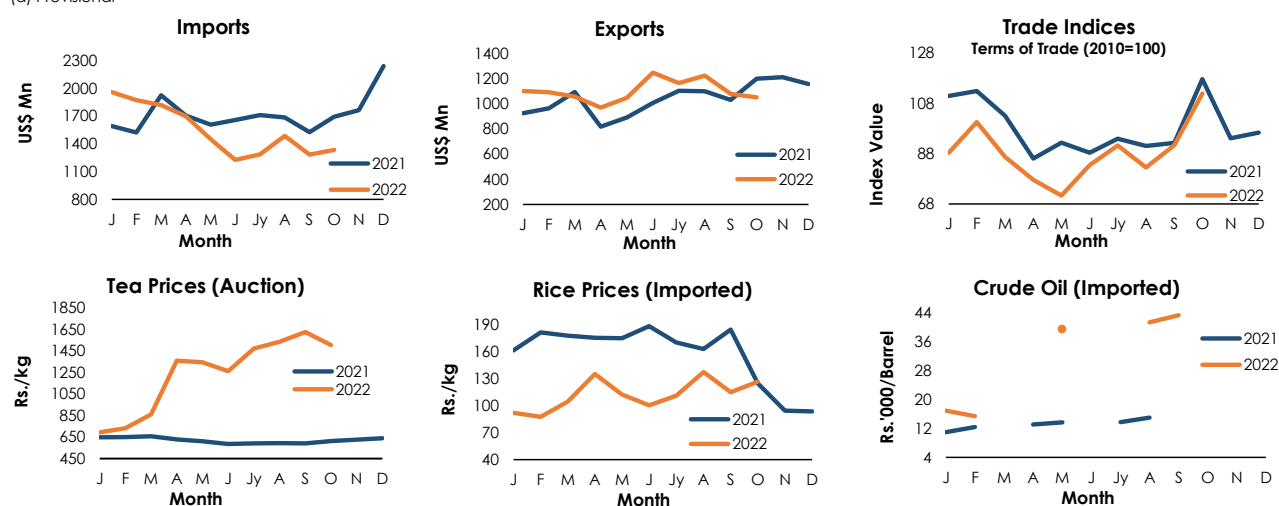 (a) Provisional
Imports
US$ Mn
2300
2000
1700
1400
1100
800
2021
2022
J F M A M J Jy A S O N D
Month
Exports
US$ Mn
1400
1200
1000
800
600
400
200
2021
2022
J F M A M J Jy A S O N D
Month
Trade Indices
Terms of Trade (2010=100)
Index Value
128
108
88
68
2021
2022
J F M A M J Jy A S O N D
Month
Tea Prices (Auction)
Rs./kg
1850
1650
1450
1250
1050
850
650
450
2021
2022
J F M A M J Jy A S O N D
Month
Rice Prices (Imported)
Rs./kg
190
160
130
100
70
40
2021
2022
J F M A M J Jy A S O N D
Month
Crude Oil (Imported)
Rs.'000/Barrel
44
36
28
20
12
4
2021
2022
J F M A M J Jy A S O N D
Month